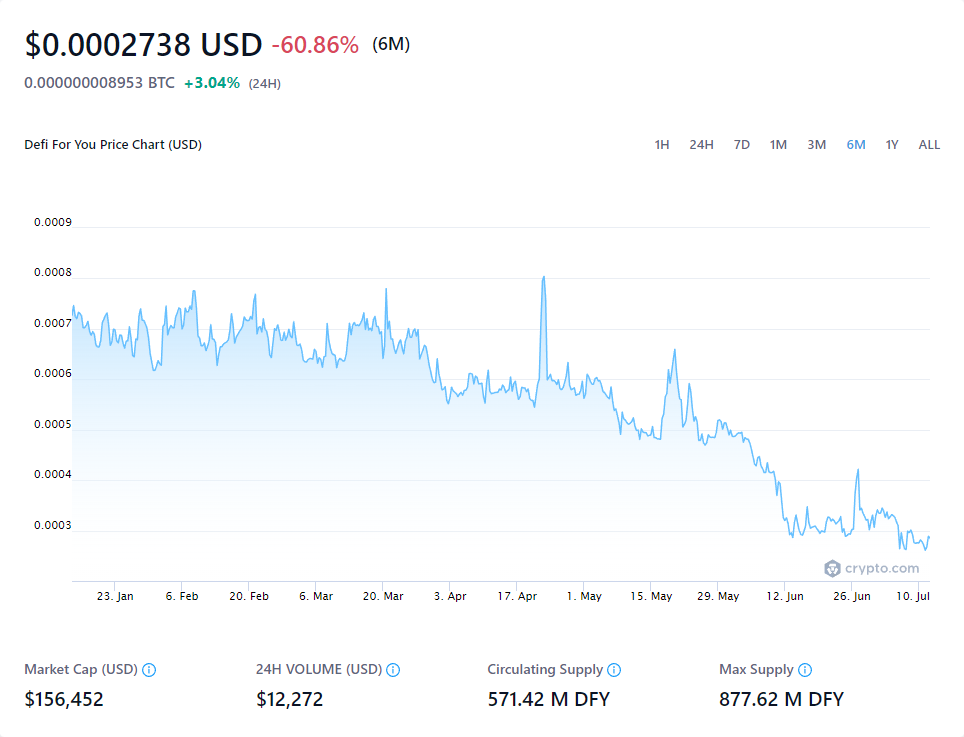 $0.0002738 USD -60.86% (6M)
0.000000008953 BTC +3.04% (24H)
Defi For You Price Chart (USD) 1H 24H 7D 1M 3M 6M 1Y ALL
0.0009
0.0008
0.0007
0.0006
0.0005
0.0004
0.0003
crypto.com
23. Jan 6. Feb 20. Feb 6. Mar 20. Mar 3. Apr 17. Apr 1. May 15. May 29. May 12. Jun 26. Jun 10. Jul
Market Cap (USD) 24H VOLUME (USD) Circulating Supply Max Supply
$156,452 $12,272 571.42 M DFY 877.62 M DFY